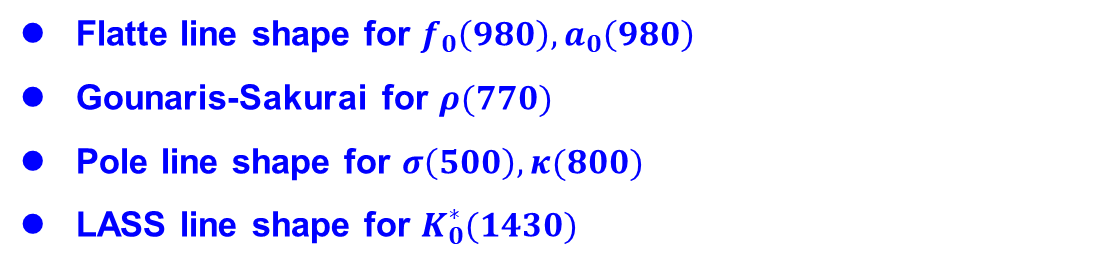 ● Flatte line shape for f₀(980), a₀(980)
● Gounaris-Sakurai for ρ(770)
● Pole line shape for σ(500), κ(800)
● LASS line shape for K₀*(1430)